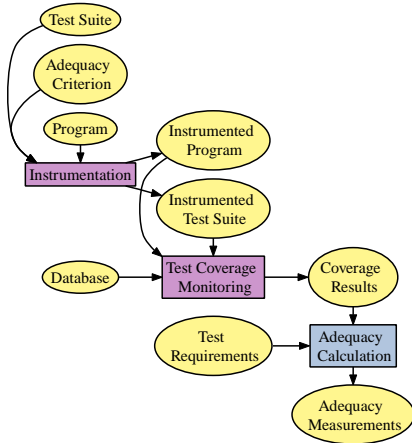 Test Suite
Adequacy
Criterion
Program
Instrumented
Program
Instrumentation
Instrumented
Test Suite
Database
Test Coverage
Monitoring
Coverage
Results
Test
Requirements
Adequacy
Calculation
Adequacy
Measurements